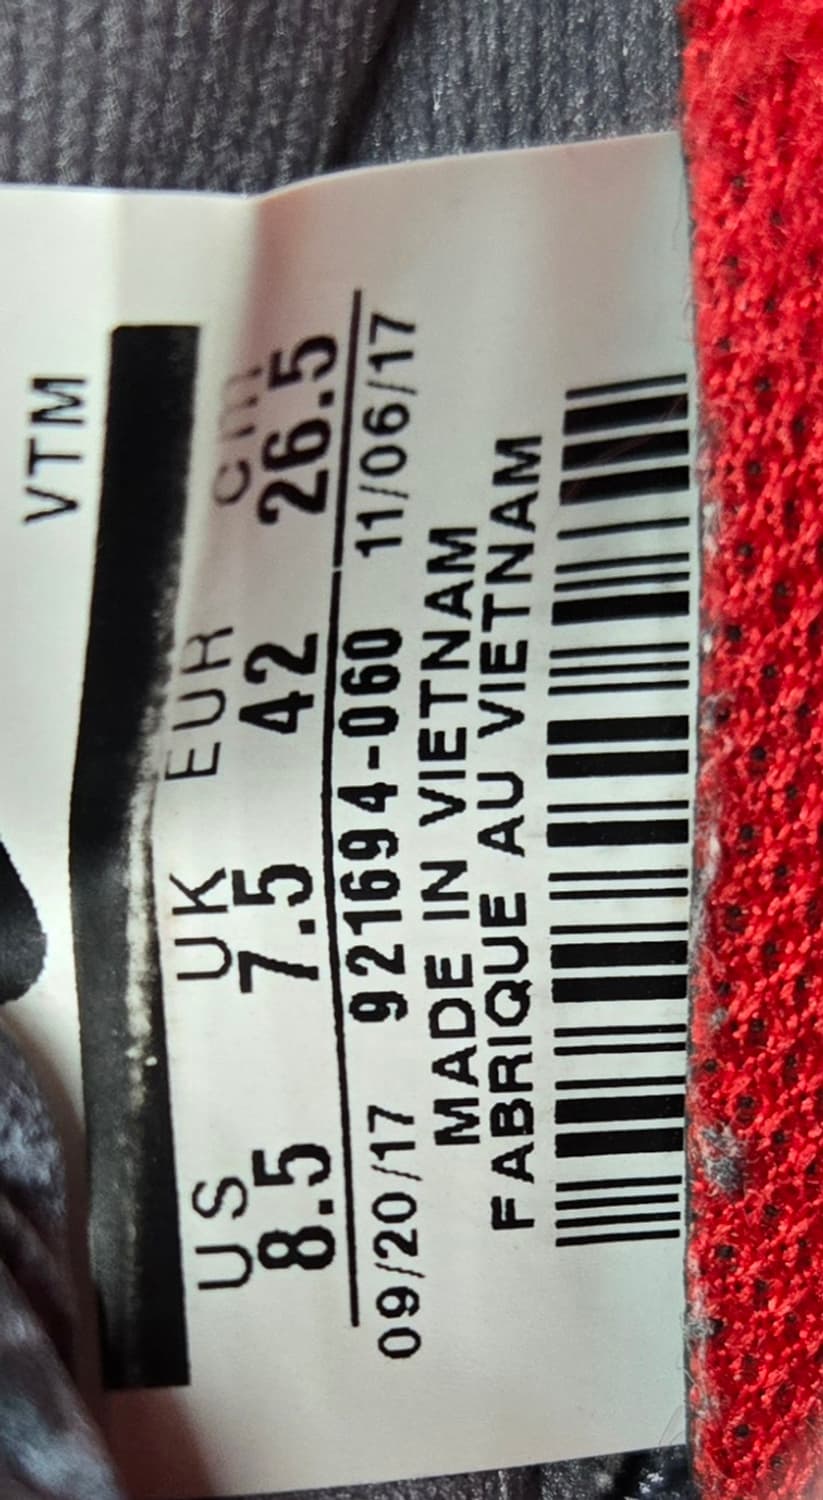 VTM
US UK EUR cm
8.5 7.5 42 26.5
09/20/17 921694-060 11/06/17
MADE IN VIETNAM
FABRIQUE AU VIETNAM